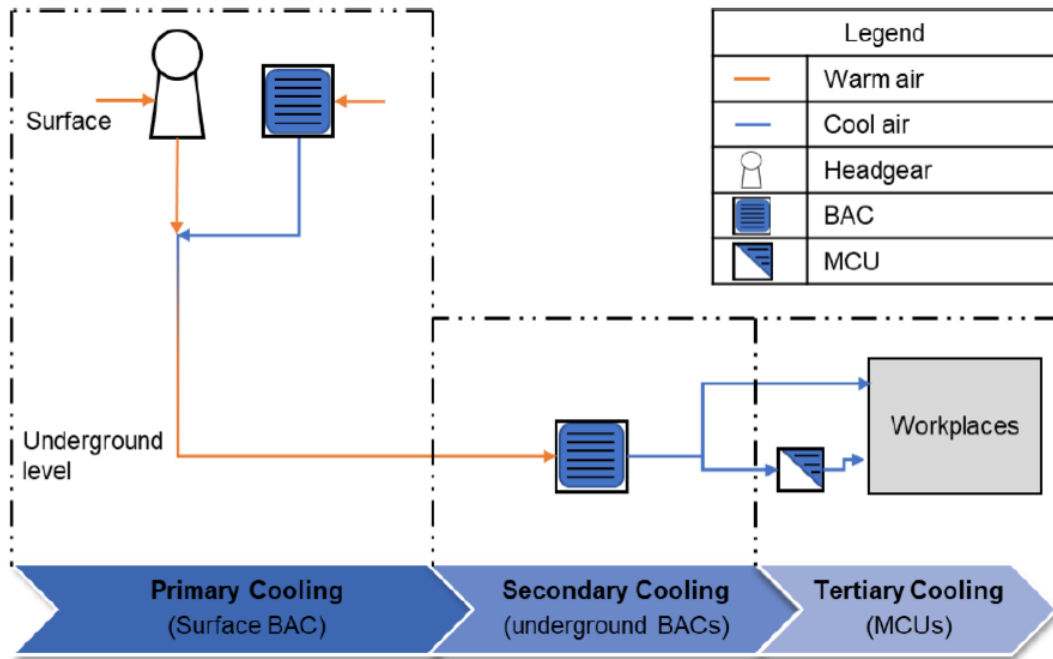 Legend
Warm air
Cool air
Headgear
BAC
MCU
Surface
Underground
level
Workplaces
Primary Cooling
(Surface BAC)
Secondary Cooling
(underground BACs)
Tertiary Cooling
(MCUs)